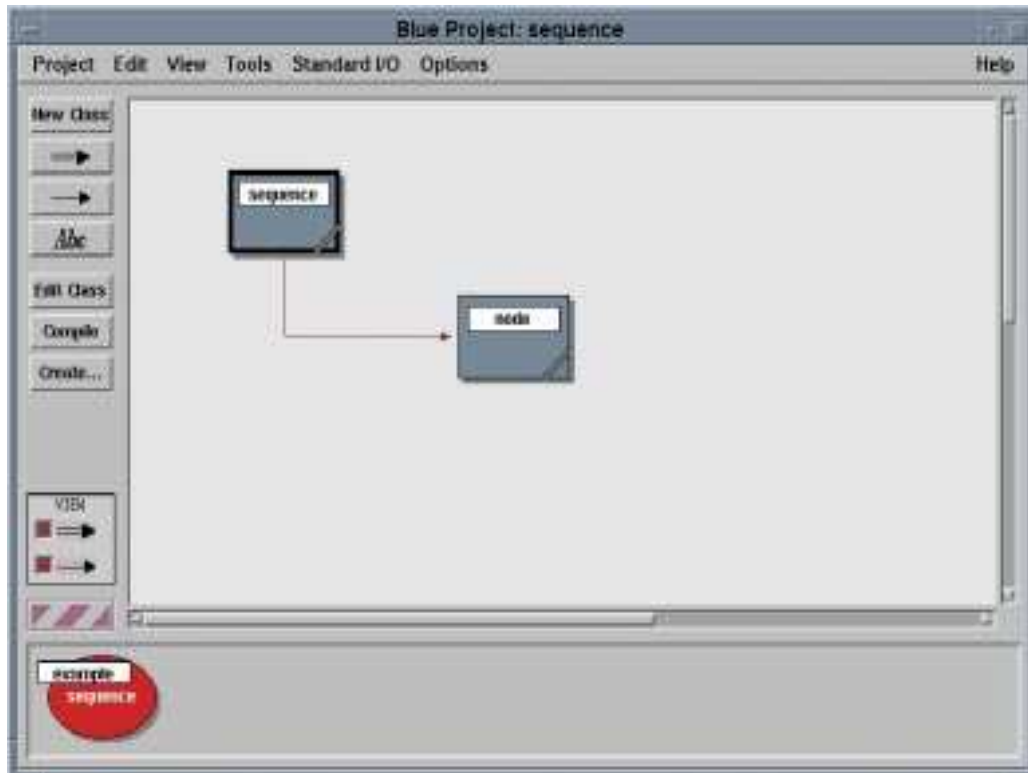 Blue Project: sequence
Project Edit View Tools Standard I/O Options Help
New Class
sequence
Abc
Edit Class
node
Compile
Create...
VIEW
example
sequence